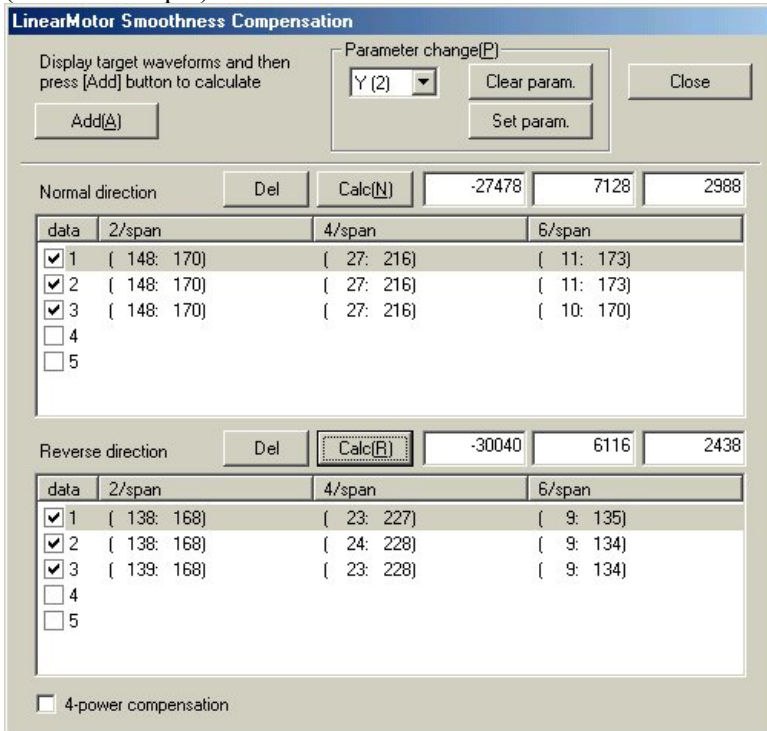 LinearMotor Smoothness Compensation
Display target waveforms and then
press [Add] button to calculate
Add(A)
Parameter change(P)
Y (2)
Clear param.
Set param.
Close
Normal direction Del Calc(N) -27478 7128 2988
data 2/span 4/span 6/span
1 ( 148: 170) ( 27: 216) ( 11: 173)
2 ( 148: 170) ( 27: 216) ( 11: 173)
3 ( 148: 170) ( 27: 216) ( 10: 170)
4
5
Reverse direction Del Calc(R) -30040 6116 2438
data 2/span 4/span 6/span
1 ( 138: 168) ( 23: 227) ( 9: 135)
2 ( 138: 168) ( 24: 228) ( 9: 134)
3 ( 139: 168) ( 23: 228) ( 9: 134)
4
5
4-power compensation